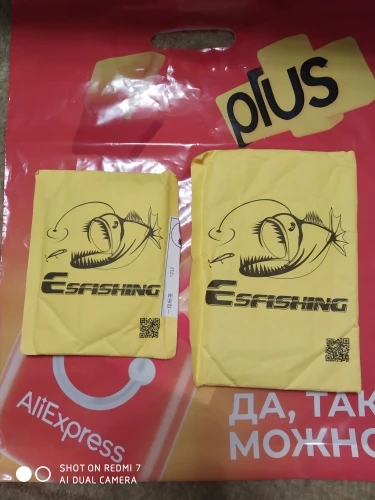 plus
ESFISHING
ESFISHING
AliExpress
ДА, ТАК
МОЖНО
SHOT ON REDMI 7
AI DUAL CAMERA